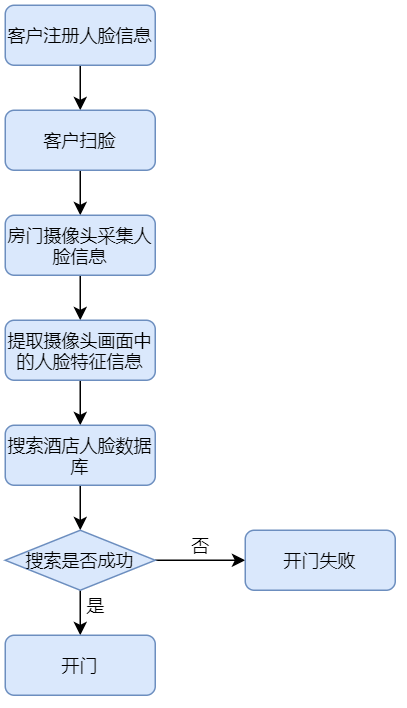 客户注册人脸信息
客户扫脸
房门摄像头采集人
脸信息
提取摄像头画面中
的人脸特征信息
搜索酒店人脸数据
库
搜索是否成功
否
开门失败
是
开门